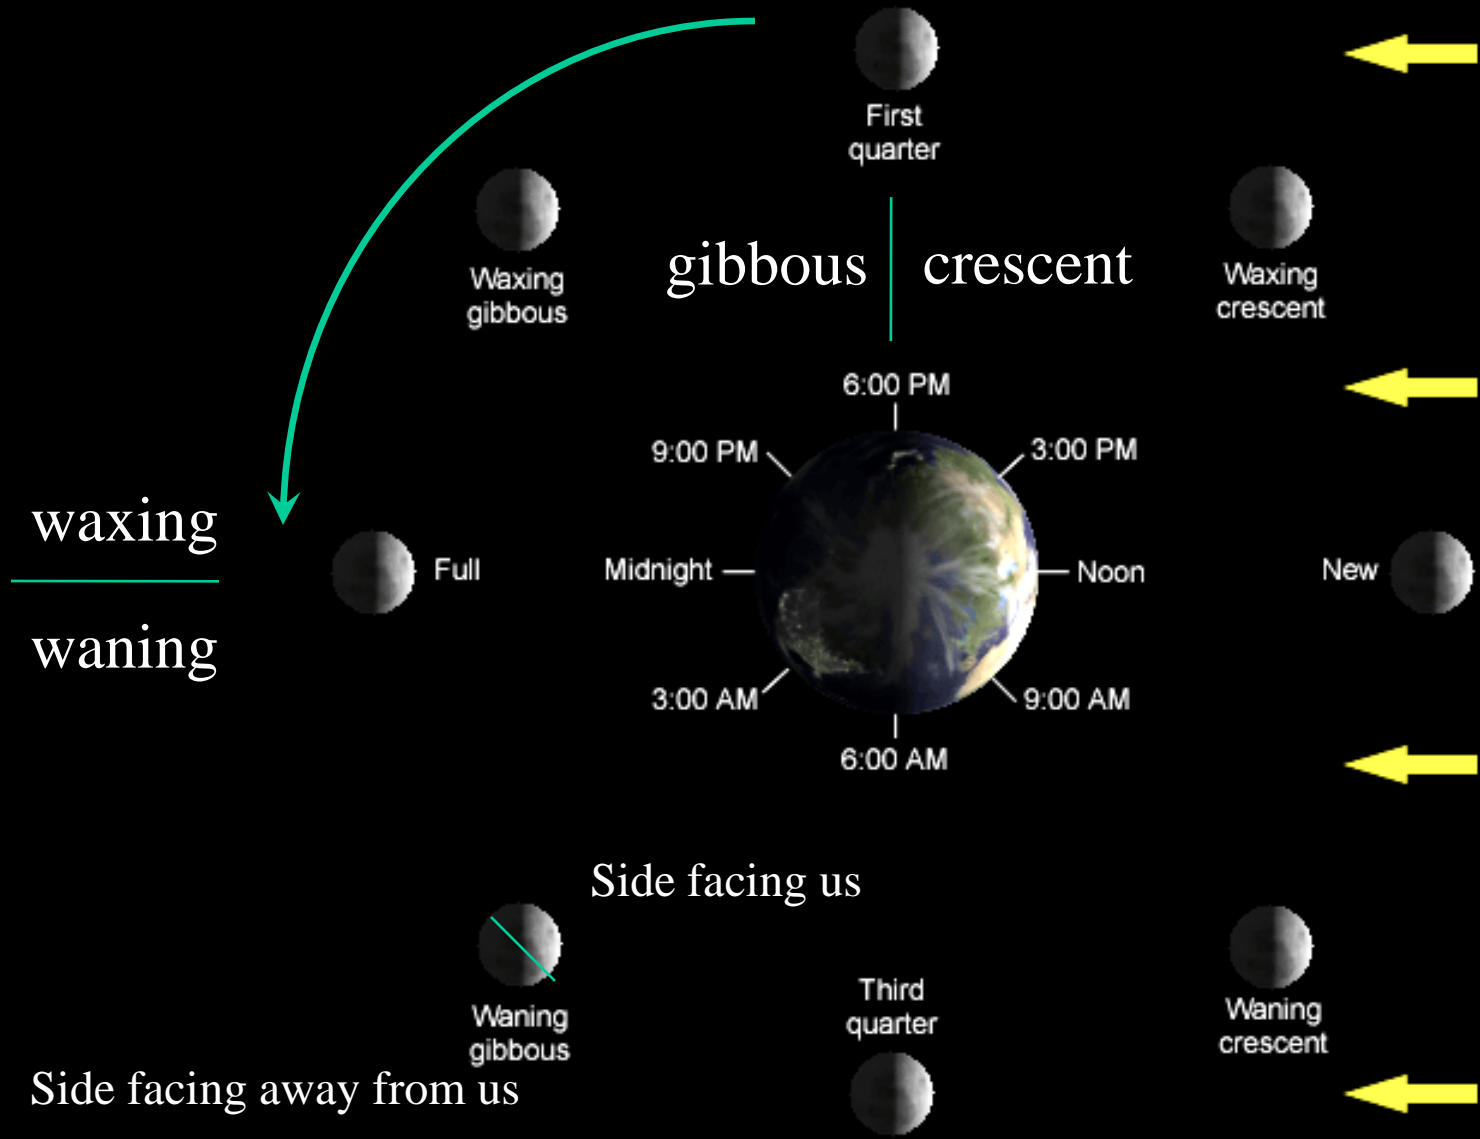 First
quarter
Waxing
gibbous
gibbous
crescent
Waxing
crescent
6:00 PM
9:00 PM
3:00 PM
waxing
Full
Midnight
Noon
New
waning
3:00 AM
9:00 AM
6:00 AM
Side facing us
Waning
gibbous
Third
quarter
Waning
crescent
Side facing away from us